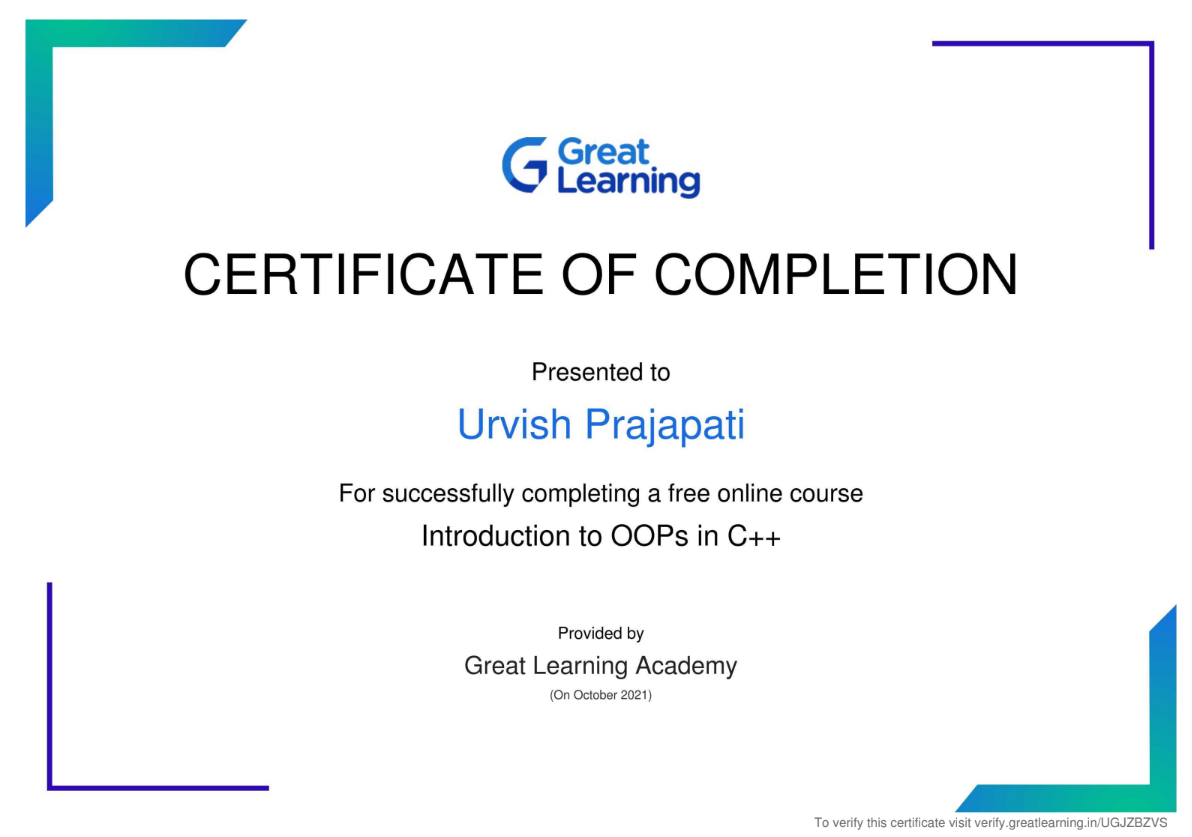 Great
Learning
CERTIFICATE OF COMPLETION
Presented to
Urvish Prajapati
For successfully completing a free online course
Introduction to OOPs in C++
Provided by
Great Learning Academy
(On October 2021)
To verify this certificate visit verify.greatlearning.in/UGJZBZVS